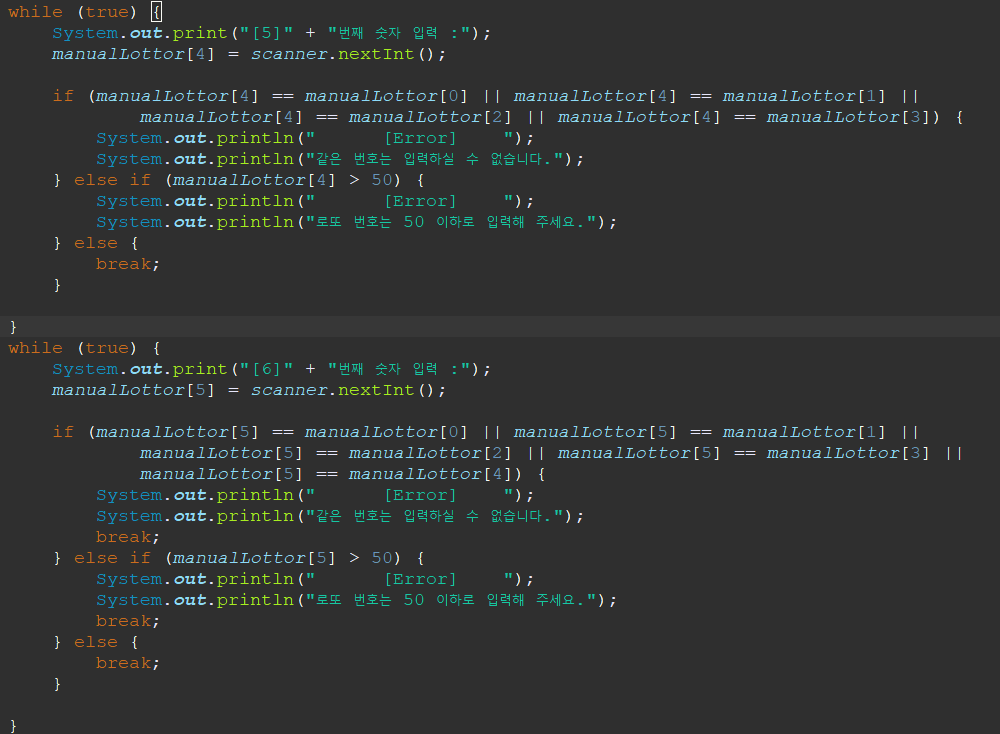 while (true) {
    System.out.print("[5]" + "번째 숫자 입력 :");
    manualLottor[4] = scanner.nextInt();

    if (manualLottor[4] == manualLottor[0] || manualLottor[4] == manualLottor[1] ||
            manualLottor[4] == manualLottor[2] || manualLottor[4] == manualLottor[3]) {
        System.out.println("      [Error]    ");
        System.out.println("같은 번호는 입력하실 수 없습니다.");
    } else if (manualLottor[4] > 50) {
        System.out.println("      [Error]    ");
        System.out.println("로또 번호는 50 이하로 입력해 주세요.");
    } else {
        break;
    }

}
while (true) {
    System.out.print("[6]" + "번째 숫자 입력 :");
    manualLottor[5] = scanner.nextInt();

    if (manualLottor[5] == manualLottor[0] || manualLottor[5] == manualLottor[1] ||
            manualLottor[5] == manualLottor[2] || manualLottor[5] == manualLottor[3] ||
            manualLottor[5] == manualLottor[4]) {
        System.out.println("      [Error]    ");
        System.out.println("같은 번호는 입력하실 수 없습니다.");
        break;
    } else if (manualLottor[5] > 50) {
        System.out.println("      [Error]    ");
        System.out.println("로또 번호는 50 이하로 입력해 주세요.");
        break;
    } else {
        break;
    }

}